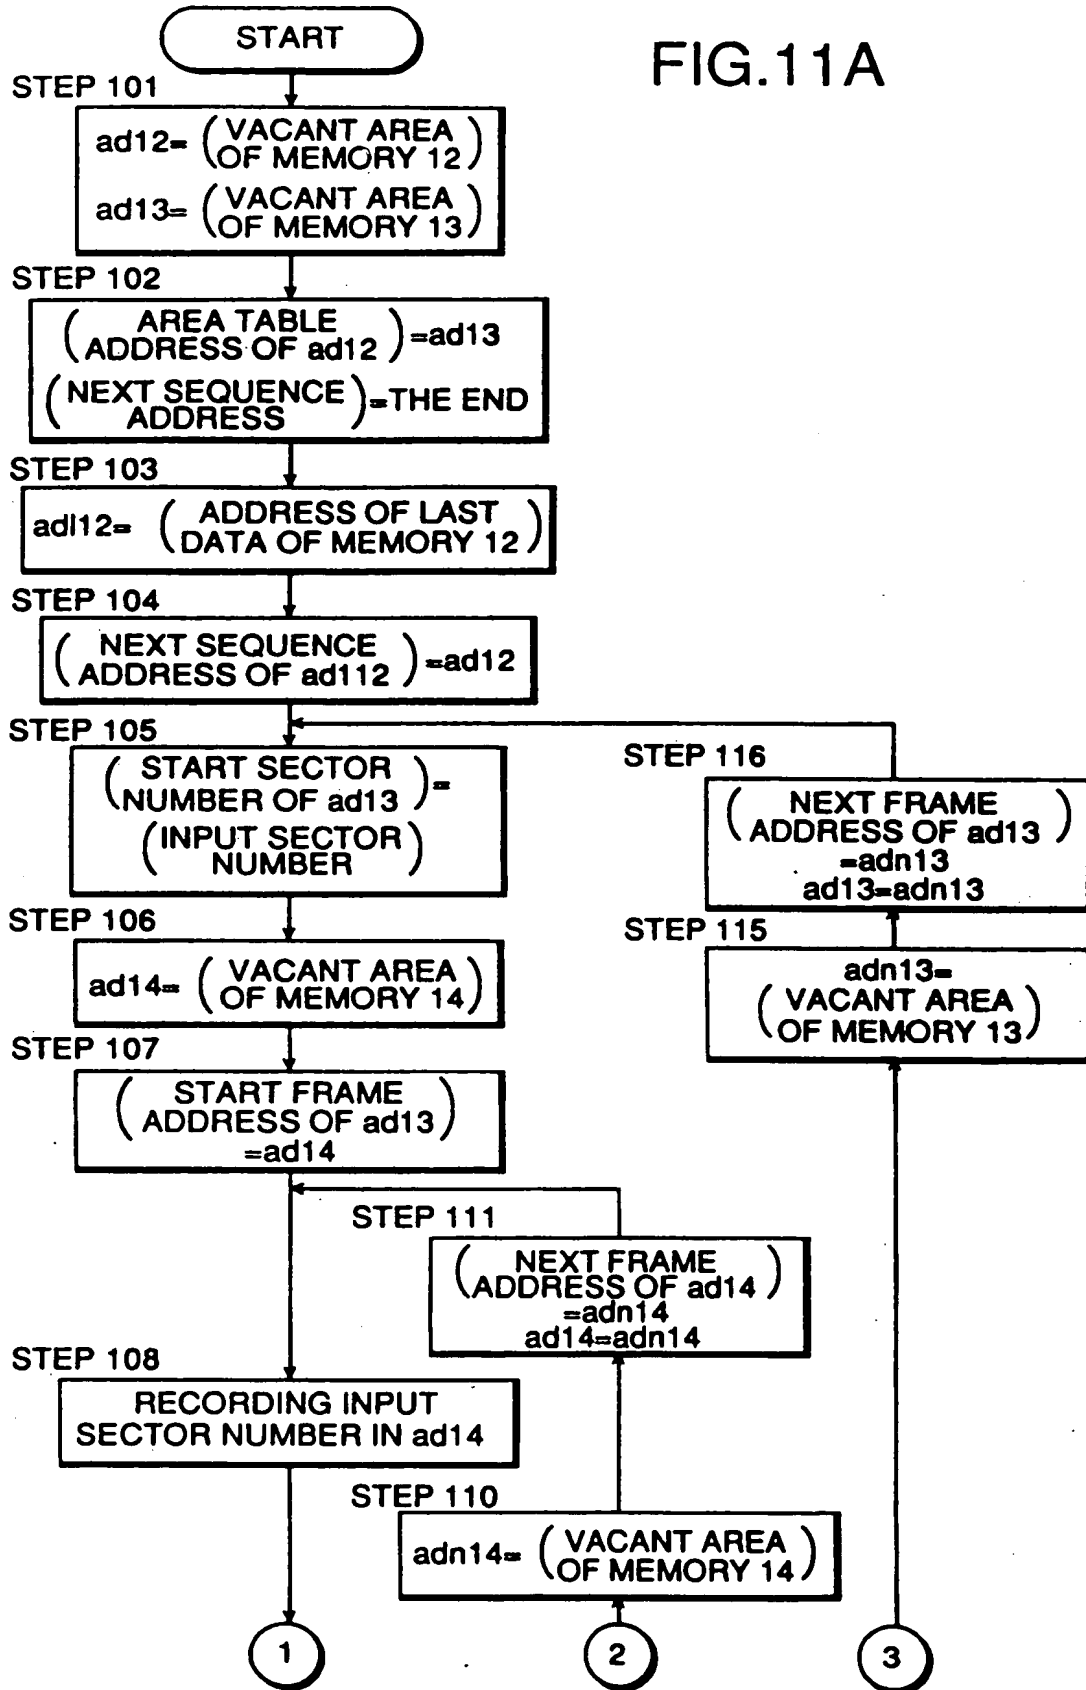 START
FIG.11A
STEP 101
ad12= (VACANT AREA
OF MEMORY 12)
ad13= (VACANT AREA
OF MEMORY 13)
STEP 102
(AREA TABLE
ADDRESS OF ad12)=ad13
(NEXT SEQUENCE
ADDRESS)=THE END
STEP 103
adl12= (ADDRESS OF LAST
DATA OF MEMORY 12)
STEP 104
(NEXT SEQUENCE
ADDRESS OF ad112)=ad12
STEP 105
(START SECTOR
NUMBER OF ad13)=
(INPUT SECTOR
NUMBER)
STEP 106
ad14= (VACANT AREA
OF MEMORY 14)
STEP 107
(START FRAME
ADDRESS OF ad13)
=ad14
STEP 108
RECORDING INPUT
SECTOR NUMBER IN ad14
1
STEP 111
(NEXT FRAME
ADDRESS OF ad14)
=adn14
ad14=adn14
STEP 110
adn14= (VACANT AREA
OF MEMORY 14)
2
STEP 116
(NEXT FRAME
ADDRESS OF ad13)
=adn13
ad13=adn13
STEP 115
adn13=
(VACANT AREA
OF MEMORY 13)
3